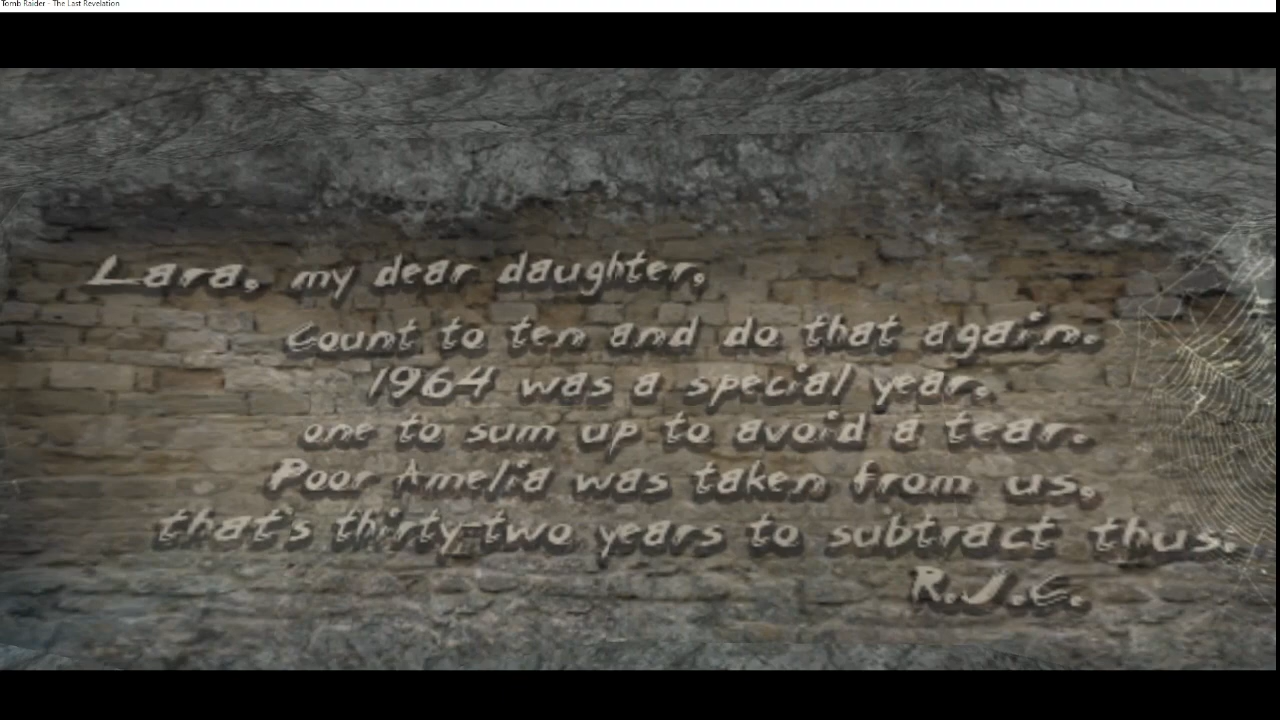 Tomb Raider - The Last Revelation
Lara, my dear daughter,
Count to ten and do that again.
1964 was a special year.
one to sum up to avoid a tear.
Poor Amelia was taken from us,
that's thirty-two years to subtract thus.
R.J.C.